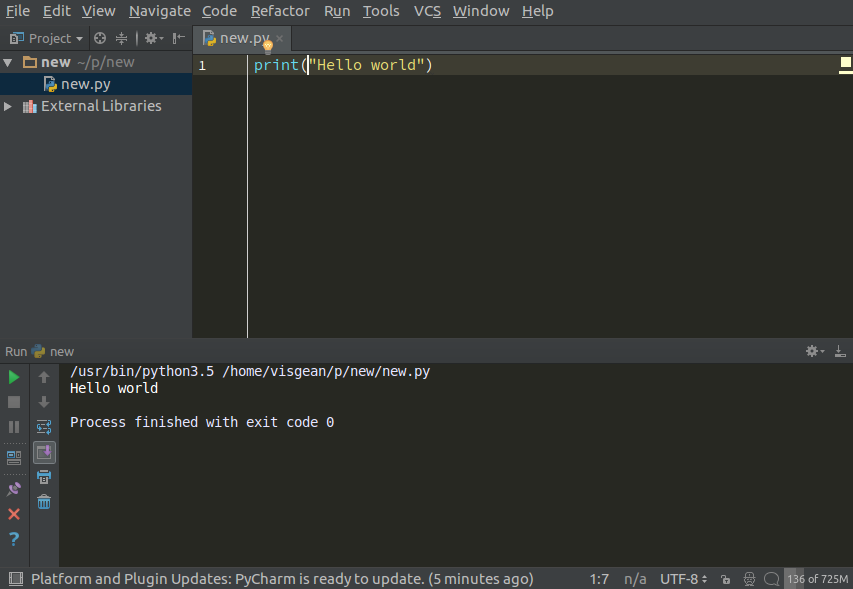 File Edit View Navigate Code Refactor Run Tools VCS Window Help
Project
new.py
new ~/p/new
new.py
External Libraries
1 print("Hello world")
Run new
/usr/bin/python3.5 /home/visgean/p/new/new.py
Hello world
Process finished with exit code 0
?
Platform and Plugin Updates: PyCharm is ready to update. (5 minutes ago) 1:7 n/a UTF-8 136 of 725M